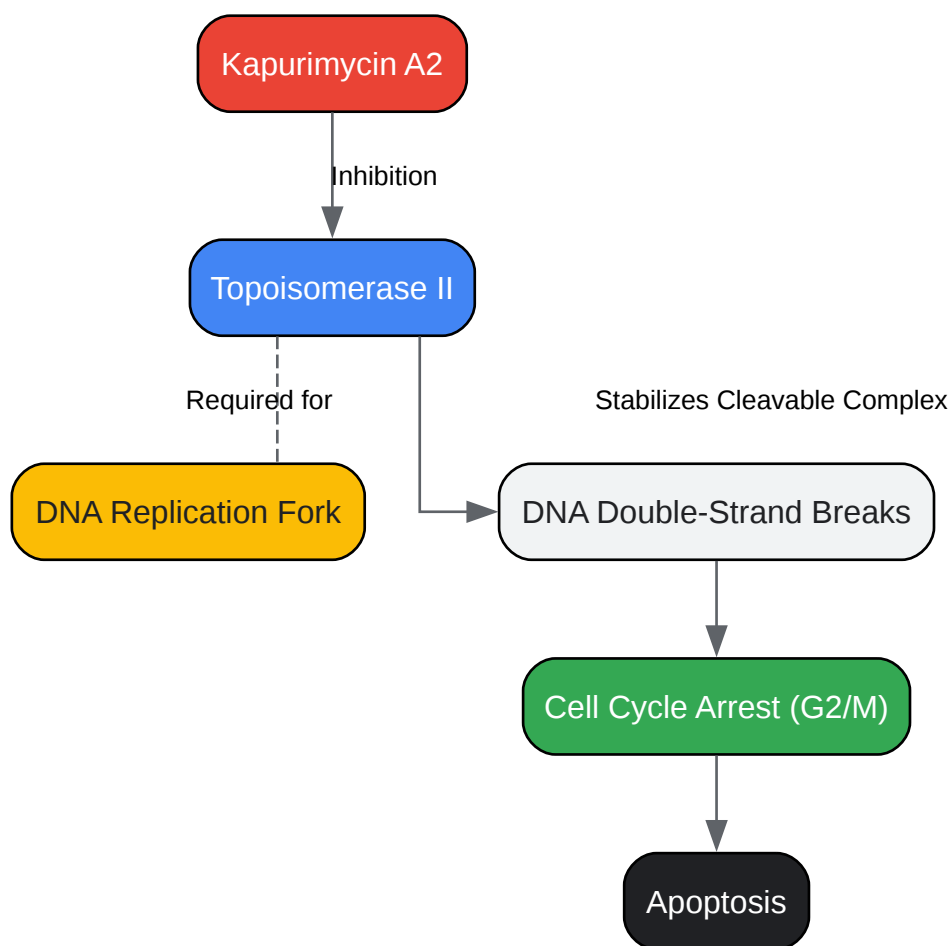 Kapurimycin A2
Inhibition
Topoisomerase II
Required for
Stabilizes Cleavable Complex
DNA Replication Fork
DNA Double-Strand Breaks
Cell Cycle Arrest (G2/M)
Apoptosis